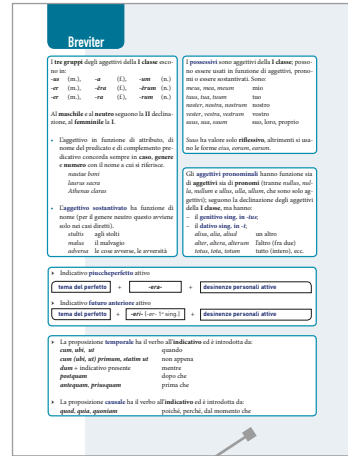 Breviter
I tre gruppi degli aggettivi della I classe esco-
no in:
-us (m.), -a (f.), -um (n.)
-er (m.), -ĕra (f.), -ĕrum (n.)
-er (m.), -ra (f.), -rum (n.)
Al maschile e al neutro seguono la II declina-
zione, al femminile la I.
• L'aggettivo in funzione di attributo, di
nome del predicato e di complemento pre-
dicativo concorda sempre in caso, genere
e numero con il nome a cui si riferisce.
nautae boni
laurus sacra
Athenae clarae
• L'aggettivo sostantivato ha funzione di
nome (per il genere neutro questo avviene
solo nei casi diretti).
stultis agli stolti
malus il malvagio
adversa le cose avverse, le avversità
I possessivi sono aggettivi della I classe; posso-
no essere usati in funzione di aggettivi, prono-
mi o essere sostantivati. Sono:
meus, mea, meum mio
tuus, tua, tuum tuo
noster, nostra, nostrum nostro
vester, vestra, vestrum vostro
suus, sua, suum suo, loro, proprio
Suus ha valore solo riflessivo, altrimenti si usa-
no le forme eius, eorum, earum.
Gli aggettivi pronominali hanno funzione sia
di aggettivi sia di pronomi (tranne nullus, nul-
la, nullum e ullus, ulla, ullum, che sono solo ag-
gettivi); seguono la declinazione degli aggettivi
della I classe, ma hanno:
– il genitivo sing. in -ius;
– il dativo sing. in -i;
alius, alia, aliud un altro
alter, altera, alterum l'altro (fra due)
totus, tota, totum tutto (intero), ecc.
▸ Indicativo piuccheperfetto attivo
tema del perfetto + -era- + desinenze personali attive
▸ Indicativo futuro anteriore attivo
tema del perfetto + -eri- (-er- 1ª sing.) + desinenze personali attive
▸ La proposizione temporale ha il verbo all'indicativo ed è introdotta da:
cum, ubi, ut quando
cum (ubi, ut) primum, statim ut non appena
dum + indicativo presente mentre
postquam dopo che
antequam, priusquam prima che
▸ La proposizione causale ha il verbo all'indicativo ed è introdotta da:
quod, quia, quoniam poiché, perché, dal momento che